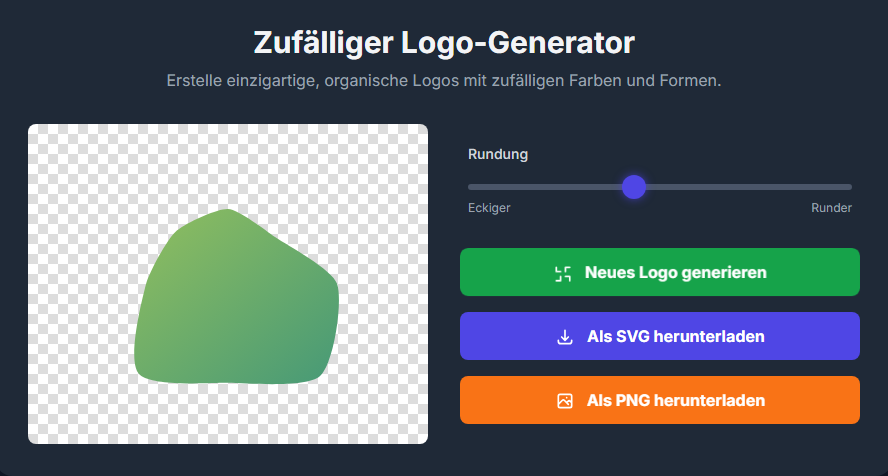 Zufälliger Logo-Generator
Erstelle einzigartige, organische Logos mit zufälligen Farben und Formen.
Rundung
Eckiger
Runder
Neues Logo generieren
Als SVG herunterladen
Als PNG herunterladen